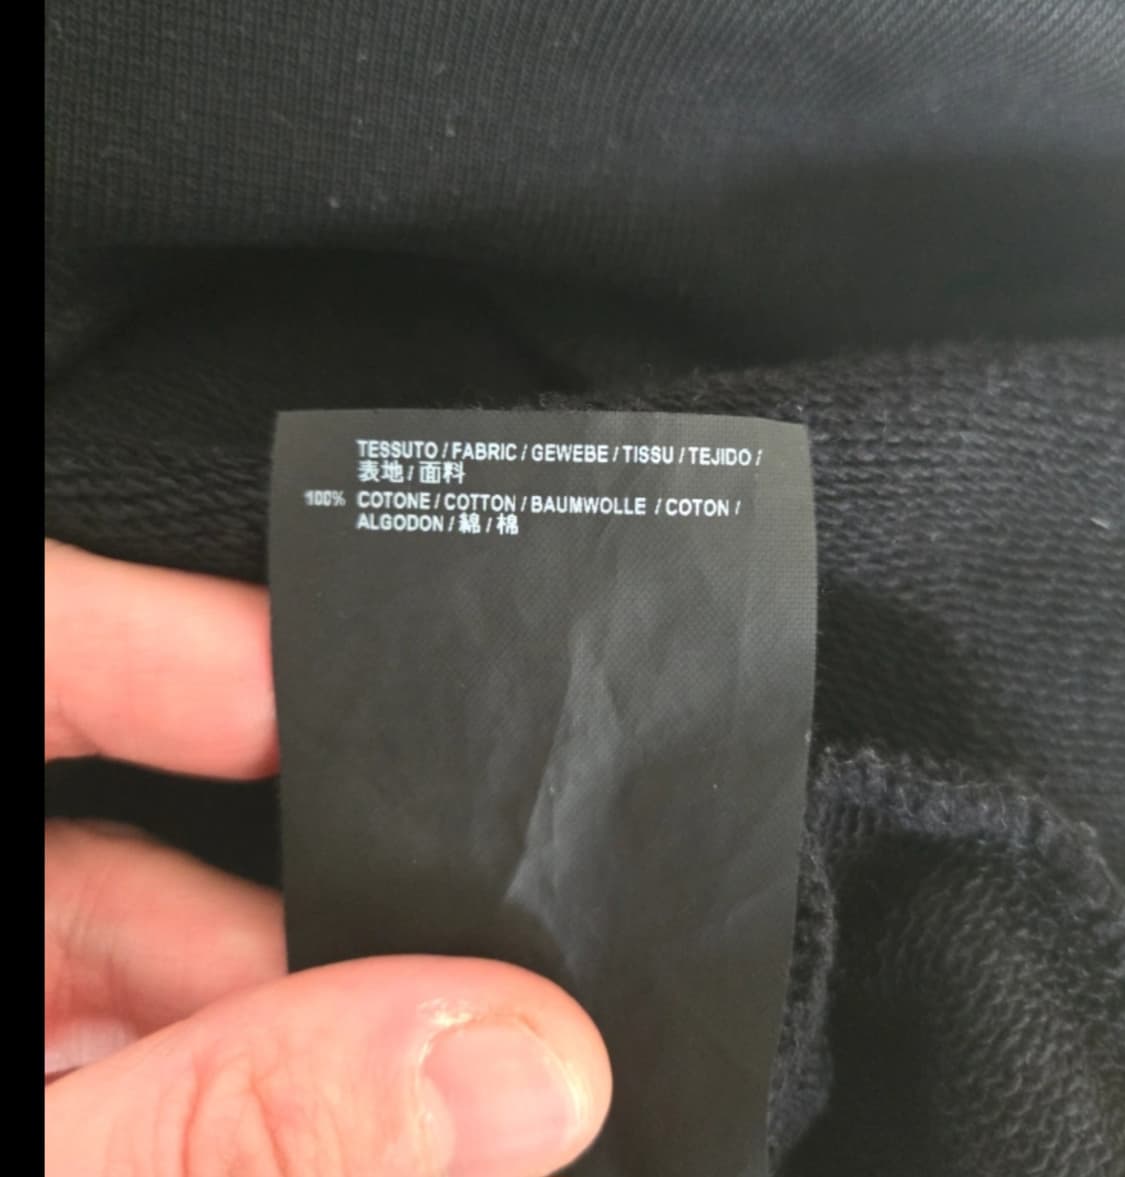 TESSUTO / FABRIC / GEWEBE / TISSU / TEJIDO /
表地 / 面料
100% COTONE / COTTON / BAUMWOLLE / COTON /
ALGODON / 綿 / 棉